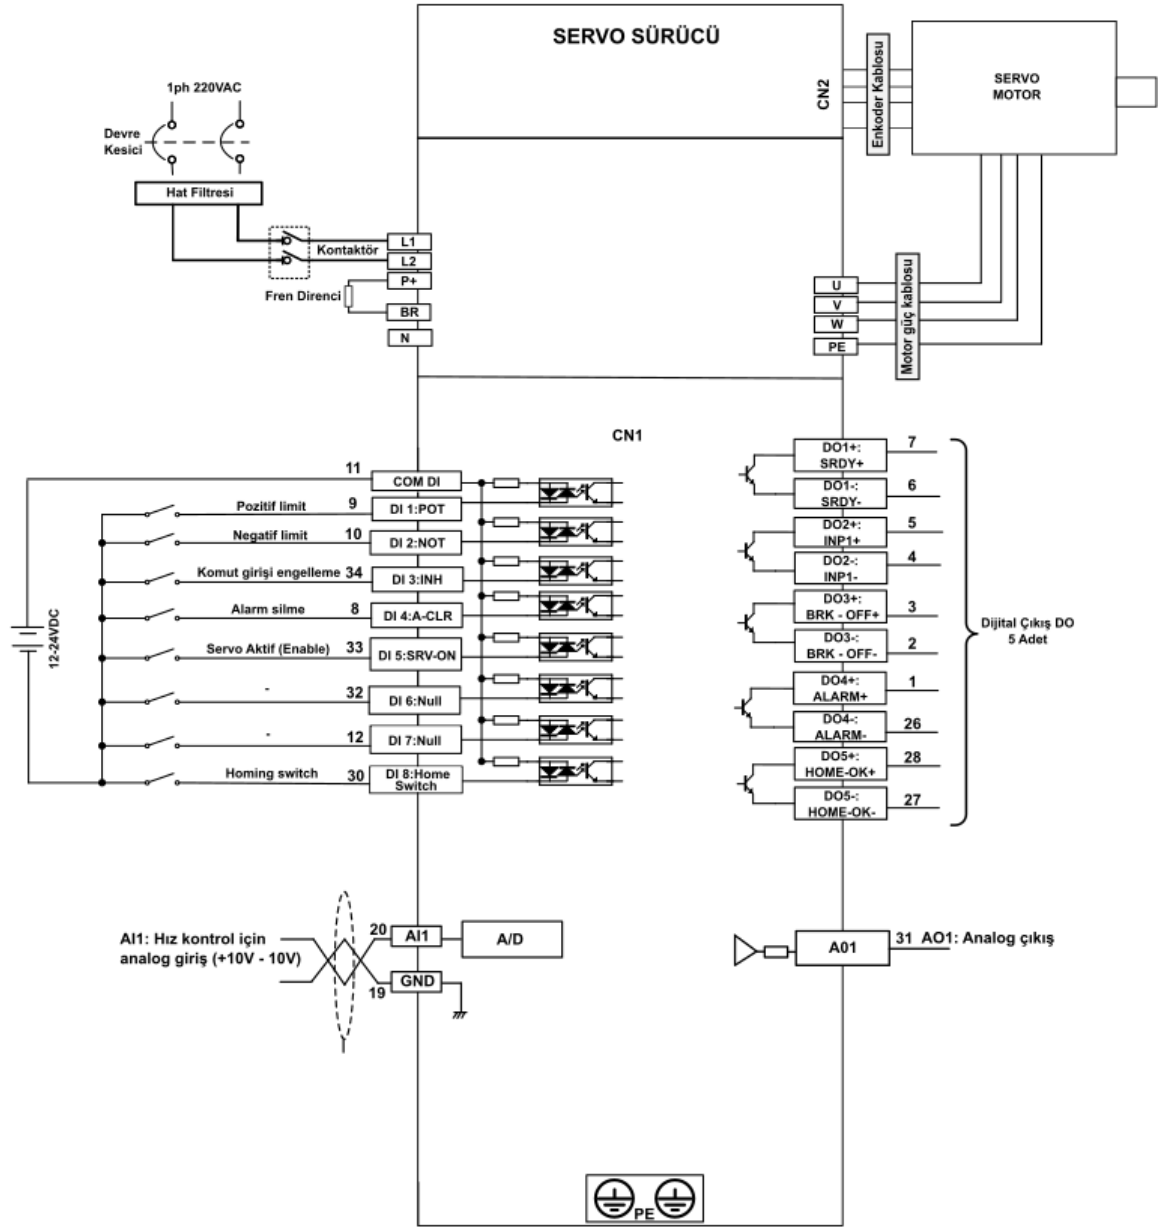 SERVO SÜRÜCÜ
CN2
Enkoder Kablosu
SERVO
MOTOR
1ph 220VAC
Devre
Kesici
Hat Filtresi
Kontaktör
L1
L2
P+
Fren Direnci
BR
N
U
V
W
PE
Motor güç kablosu
CN1
11
COM DI
Pozitif limit
9
DI 1:POT
Negatif limit
10
DI 2:NOT
Komut girişi engelleme
34
DI 3:INH
Alarm silme
8
DI 4:A-CLR
Servo Aktif (Enable)
33
DI 5:SRV-ON
-
32
DI 6:Null
-
12
DI 7:Null
Homing switch
30
DI 8:Home
Switch
12-24VDC
DO1+:
SRDY+
7
DO1-:
SRDY-
6
DO2+:
INP1+
5
DO2-:
INP1-
4
DO3+:
BRK - OFF+
3
DO3-:
BRK - OFF-
2
DO4+:
ALARM+
1
DO4-:
ALARM-
26
DO5+:
HOME-OK+
28
DO5-:
HOME-OK-
27
Dijital Çıkış DO
5 Adet
AI1: Hız kontrol için
analog giriş (+10V - 10V)
20
AI1
A/D
19
GND
A01
31 AO1: Analog çıkış
PE